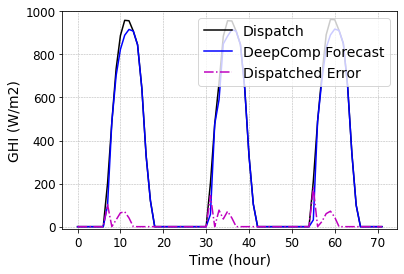 1000
800
600
400
200
0
GHI (W/m2)
Dispatch
DeepComp Forecast
Dispatched Error
0 10 20 30 40 50 60 70
Time (hour)